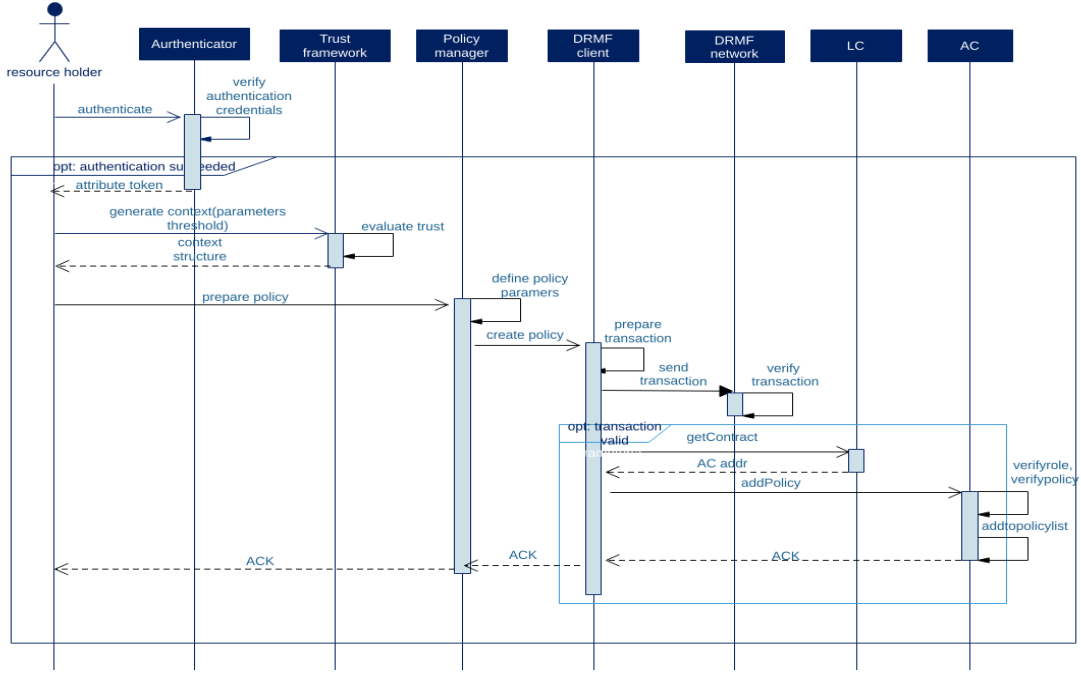 resource holder
Aurthenticator
Trust
framework
Policy
manager
DRMF
client
DRMF
network
LC
AC
verify
authentication
credentials
authenticate
opt: authentication succeeded
attribute token
generate context(parameters
threshold)
evaluate trust
context
structure
define policy
paramers
prepare policy
create policy
prepare
transaction
send
transaction
verify
transaction
opt: transaction
valid
getContract
AC addr
verifyrole,
verifypolicy
addPolicy
addtopolicylist
ACK
ACK
ACK